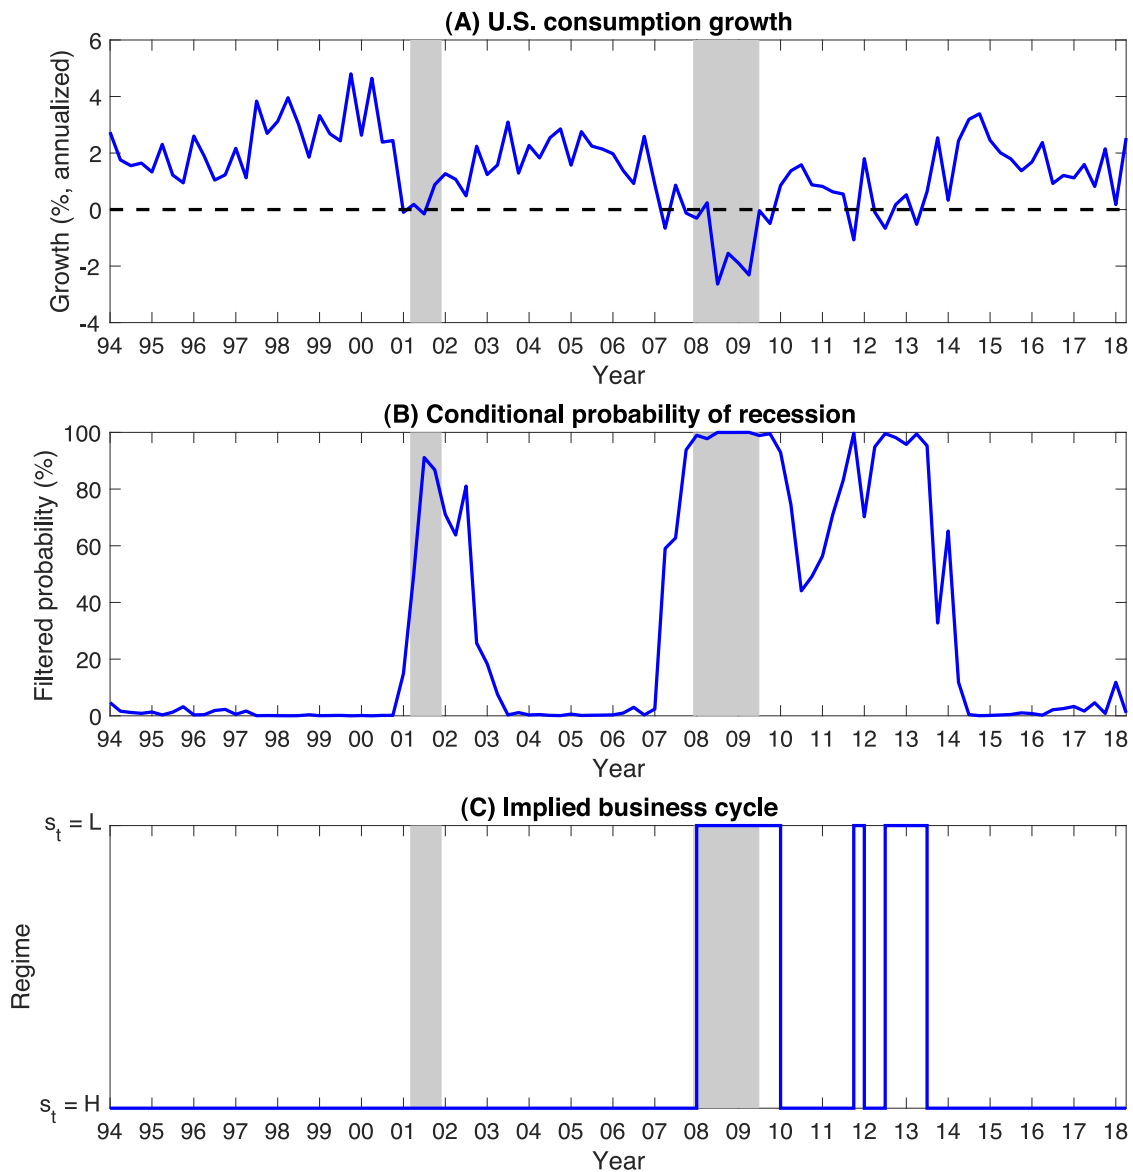 (A) U.S. consumption growth
Growth (%, annualized)
6
4
2
0
-2
-4
94 95 96 97 98 99 00 01 02 03 04 05 06 07 08 09 10 11 12 13 14 15 16 17 18
Year
(B) Conditional probability of recession
Filtered probability (%)
100
80
60
40
20
0
94 95 96 97 98 99 00 01 02 03 04 05 06 07 08 09 10 11 12 13 14 15 16 17 18
Year
(C) Implied business cycle
Regime
s_t = L
s_t = H
94 95 96 97 98 99 00 01 02 03 04 05 06 07 08 09 10 11 12 13 14 15 16 17 18
Year